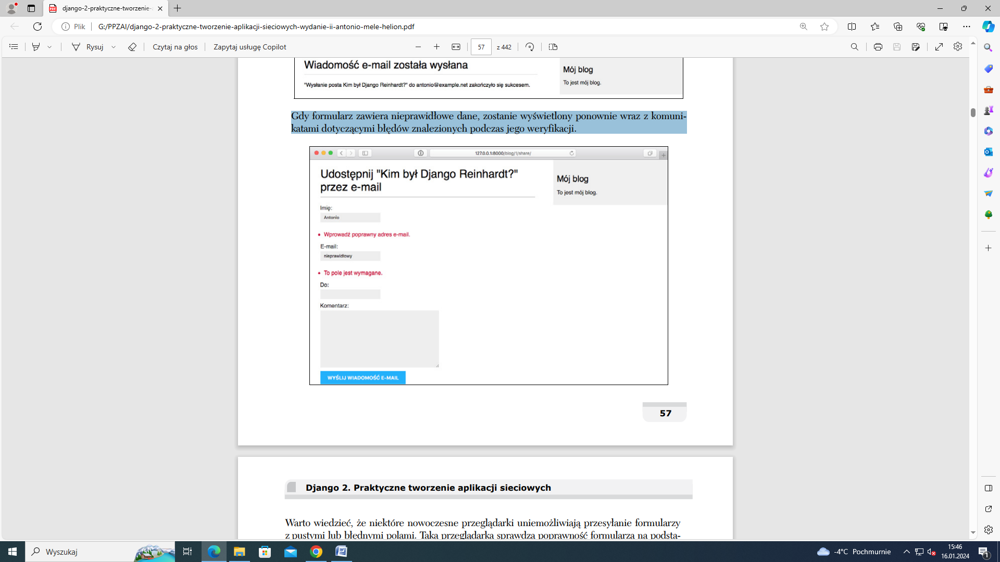 django-2-praktyczne-tworzenie-
Plik
G:/PPZAI/django-2-praktyczne-tworzenie-aplikacji-sieciowych-wydanie-ii-antonio-mele-helion.pdf
Rysuj
Czytaj na głos
Zapytaj usługę Copilot
57
z 442
Wiadomość e-mail została wysłana
"Wysłanie posta Kim był Django Reinhardt?" do antonio@example.net zakończyło się sukcesem.
Mój blog
To jest mój blog.
Gdy formularz zawiera nieprawidłowe dane, zostanie wyświetlony ponownie wraz z komuni-
katami dotyczącymi błędów znalezionych podczas jego weryfikacji.
127.0.0.1:8000/blog/1/share/
Udostępnij "Kim był Django Reinhardt?"
przez e-mail
Mój blog
To jest mój blog.
Imię:
Antonio
• Wprowadź poprawny adres e-mail.
E-mail:
nieprawidłowy
• To pole jest wymagane.
Do:
Komentarz:
WYŚLIJ WIADOMOŚĆ E-MAIL
57
Django 2. Praktyczne tworzenie aplikacji sieciowych
Warto wiedzieć, że niektóre nowoczesne przeglądarki uniemożliwiają przesyłanie formularzy
z pustymi lub błędnymi polami. Taka przeglądarka sprawdza poprawność formularza na podsta-
Wyszukaj
-4°C Pochmurnie
15:46
16.01.2024
1